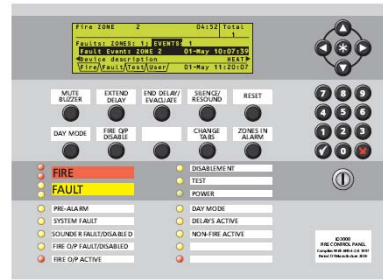 Fire ZONE 2 04:52 Total
1
Faults: ZONES: 1; EVENTS: 1
Fault Event: ZONE 2 01-May 10:07:39
◄Device description HEAT►
Fire/Fault/Test/User/ 01-May 11:20:07
MUTE BUZZER
EXTEND DELAY
END DELAY/ EVACUATE
SILENCE/ RESOUND
RESET
DAY MODE
FIRE O/P DISABLE
CHANGE TABS
ZONES IN ALARM
7 8 9
4 5 6
1 2 3
0
FIRE
FAULT
PRE-ALARM
SYSTEM FAULT
SOUNDER FAULT/DISABLED
FIRE O/P FAULT/DISABLED
FIRE O/P ACTIVE
DISABLEMENT
TEST
POWER
DAY MODE
DELAYS ACTIVE
NON-FIRE ACTIVE
ID3000
FIRE CONTROL PANEL